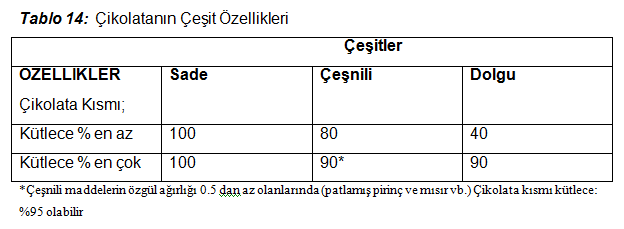 Tablo 14: Çikolatanın Çeşit Özellikleri
Çeşitler
OZELLIKLER Sade Çeşnili Dolgu
Çikolata Kısmı;
Kütlece % en az 100 80 40
Kütlece % en çok 100 90* 90
*Çeşnili maddelerin özgül ağırlığı 0.5 dan az olanlarında (patlamış pirinç ve mısır vb.) Çikolata kısmı kütlece:
%95 olabilir